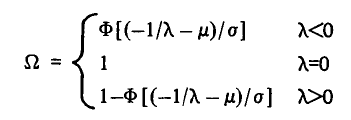 Φ[(-1/λ – μ)/σ] λ<0
Ω = 1 λ=0
1–Φ[(-1/λ – μ)/σ] λ>0